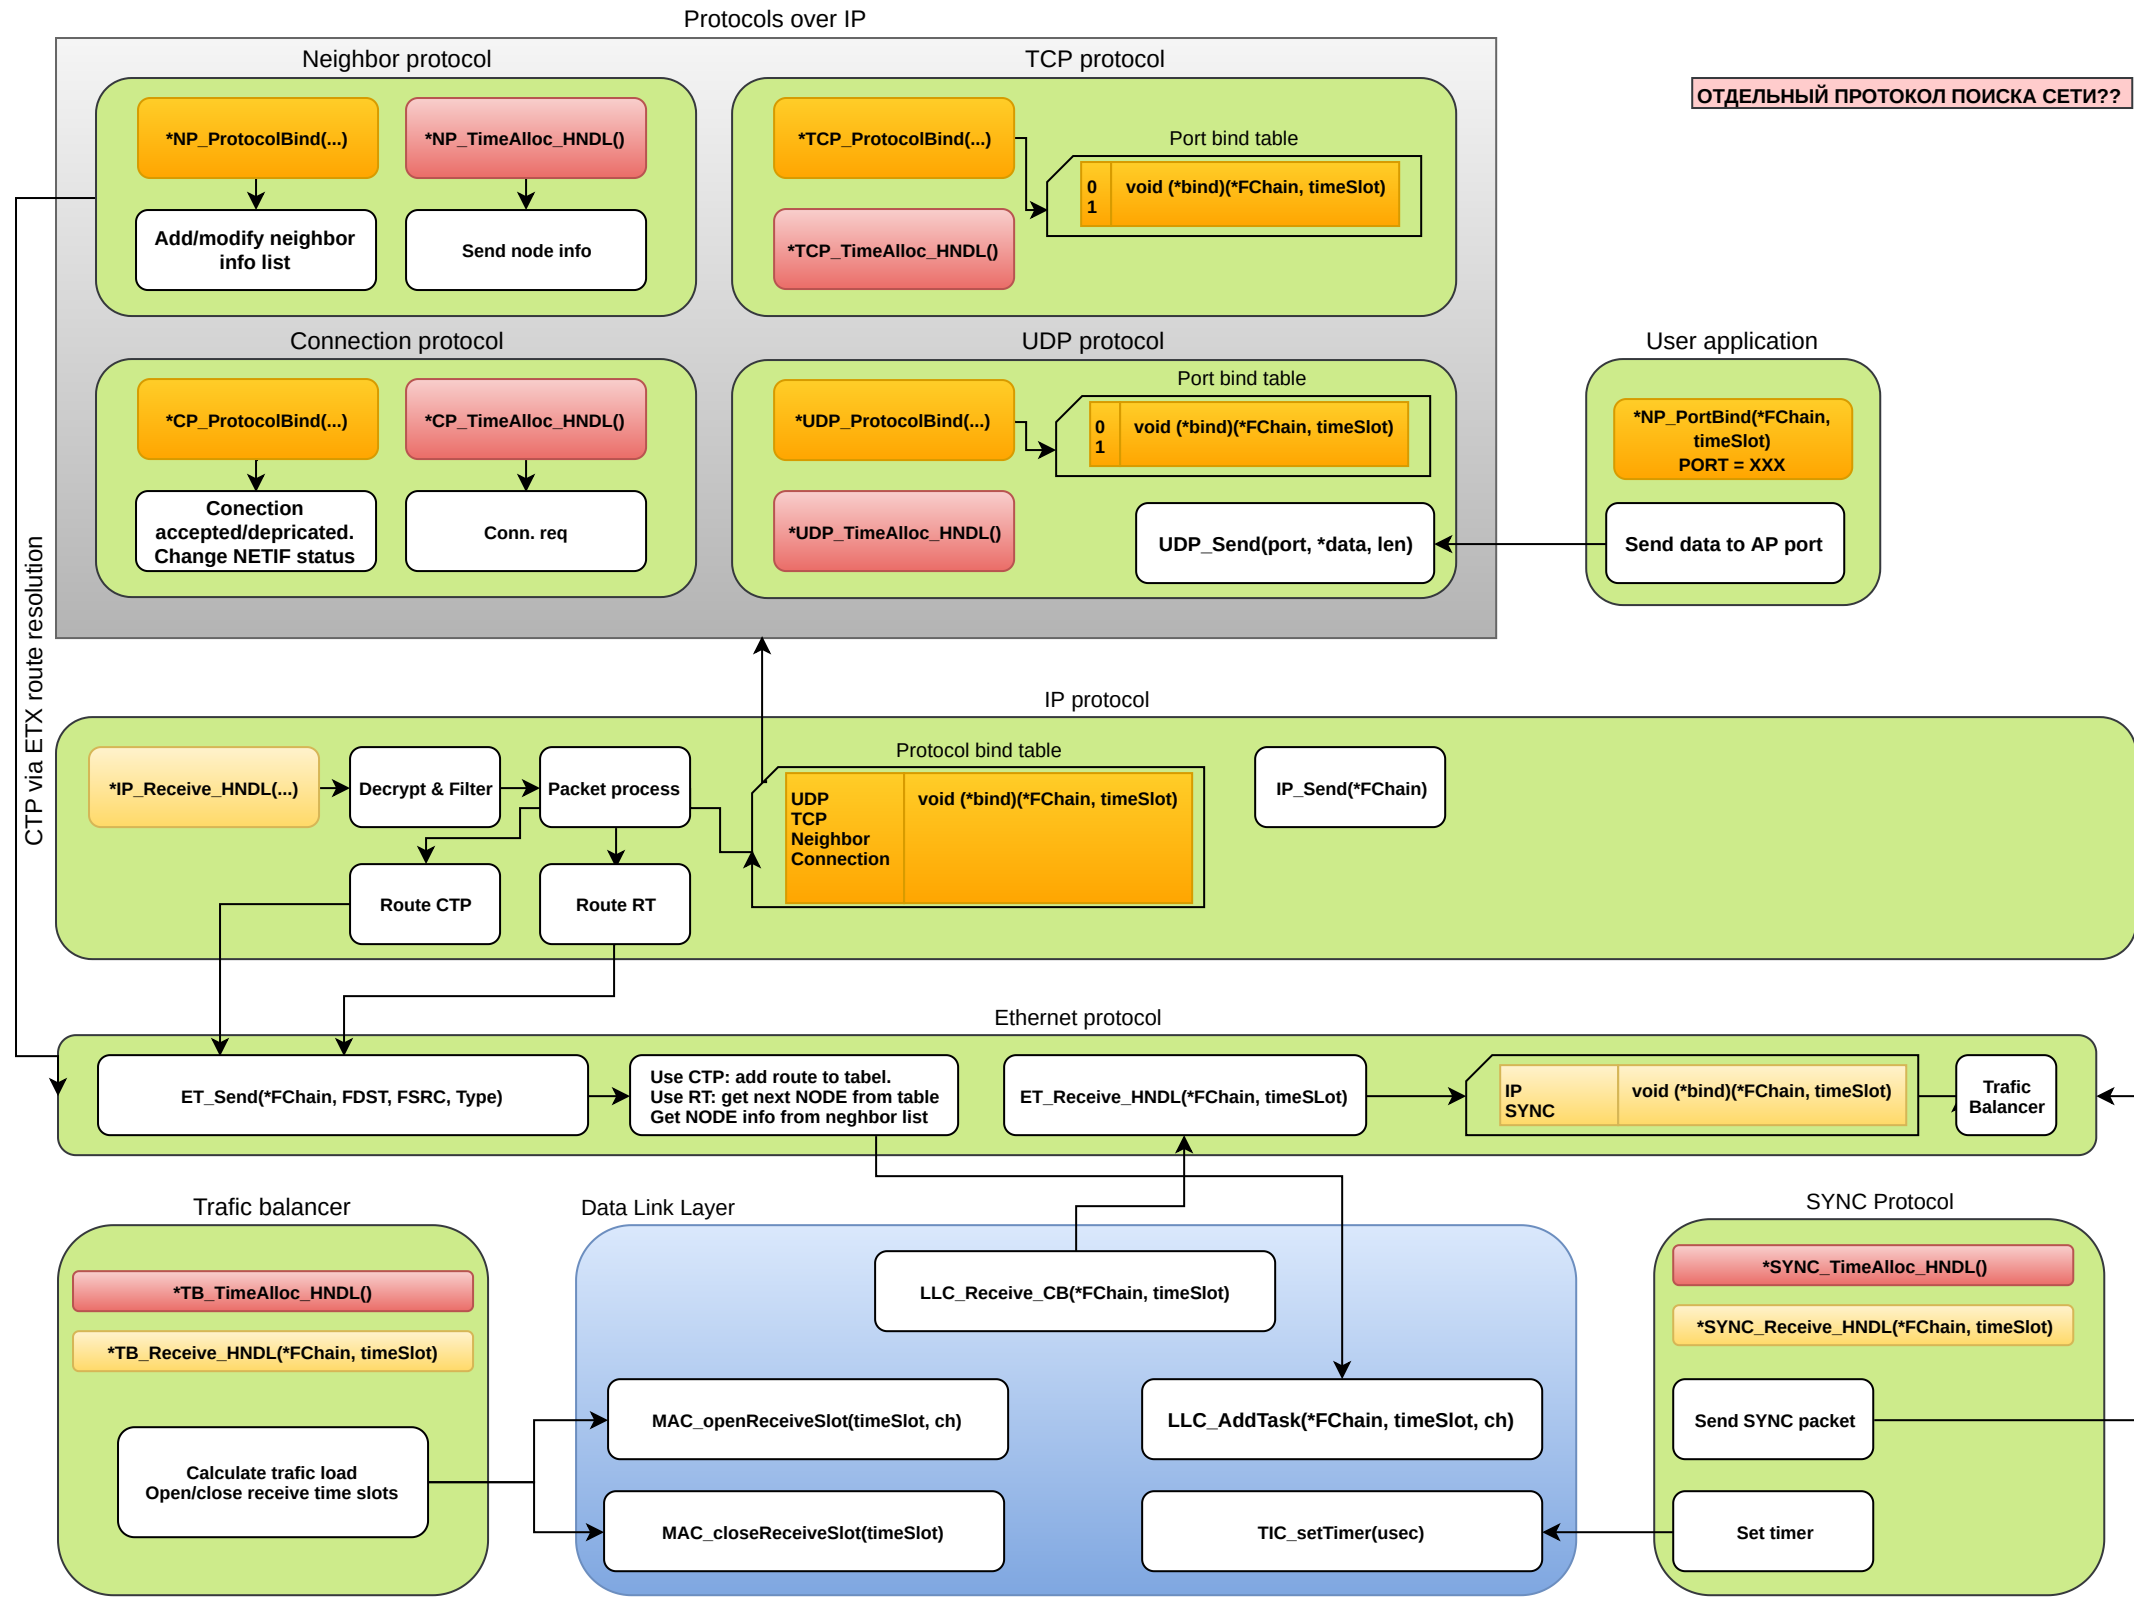 Protocols over IP
Neighbor protocol
*NP_ProtocolBind(...)
*NP_TimeAlloc_HNDL()
Add/modify neighbor
info list
Send node info
TCP protocol
*TCP_ProtocolBind(...)
Port bind table
0
1
void (*bind)(*FChain, timeSlot)
*TCP_TimeAlloc_HNDL()
ОТДЕЛЬНЫЙ ПРОТОКОЛ ПОИСКА СЕТИ??
Connection protocol
*CP_ProtocolBind(...)
*CP_TimeAlloc_HNDL()
Conection
accepted/depricated.
Change NETIF status
Conn. req
UDP protocol
*UDP_ProtocolBind(...)
Port bind table
0
1
void (*bind)(*FChain, timeSlot)
*UDP_TimeAlloc_HNDL()
UDP_Send(port, *data, len)
User application
*NP_PortBind(*FChain,
timeSlot)
PORT = XXX
Send data to AP port
CTP via ETX route resolution
IP protocol
*IP_Receive_HNDL(...)
Decrypt & Filter
Packet process
Route CTP
Route RT
Protocol bind table
UDP
TCP
Neighbor
Connection
void (*bind)(*FChain, timeSlot)
IP_Send(*FChain)
Ethernet protocol
ET_Send(*FChain, FDST, FSRC, Type)
Use CTP: add route to tabel.
Use RT: get next NODE from table
Get NODE info from neghbor list
ET_Receive_HNDL(*FChain, timeSLot)
IP
SYNC
void (*bind)(*FChain, timeSlot)
Trafic
Balancer
Trafic balancer
*TB_TimeAlloc_HNDL()
*TB_Receive_HNDL(*FChain, timeSlot)
Calculate trafic load
Open/close receive time slots
Data Link Layer
LLC_Receive_CB(*FChain, timeSlot)
MAC_openReceiveSlot(timeSlot, ch)
LLC_AddTask(*FChain, timeSlot, ch)
MAC_closeReceiveSlot(timeSlot)
TIC_setTimer(usec)
SYNC Protocol
*SYNC_TimeAlloc_HNDL()
*SYNC_Receive_HNDL(*FChain, timeSlot)
Send SYNC packet
Set timer